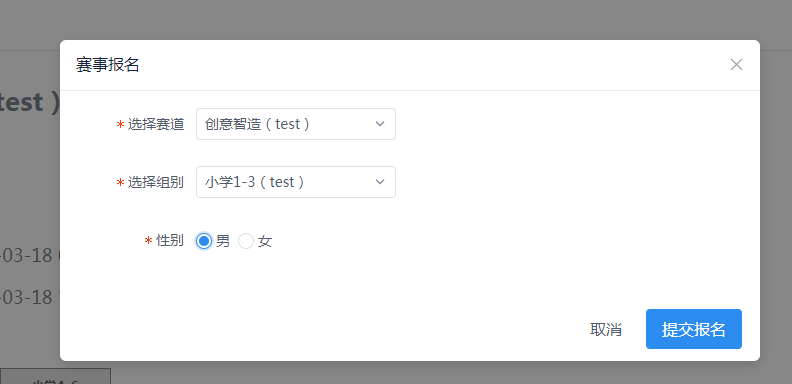 赛事报名
test）
* 选择赛道 创意智造（test）
* 选择组别 小学1-3（test）
* 性别 男 女
-03-18
-03-18
取消 提交报名